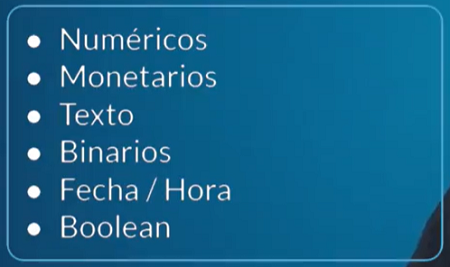 ● Numéricos
● Monetarios
● Texto
● Binarios
● Fecha / Hora
● Boolean